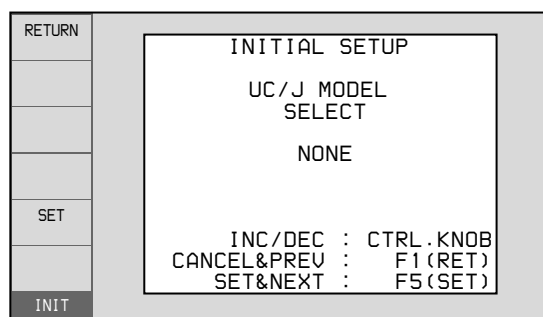 RETURN
SET
INIT
INITIAL SETUP
UC/J MODEL
SELECT
NONE
INC/DEC : CTRL.KNOB
CANCEL&PREV : F1(RET)
SET&NEXT : F5(SET)